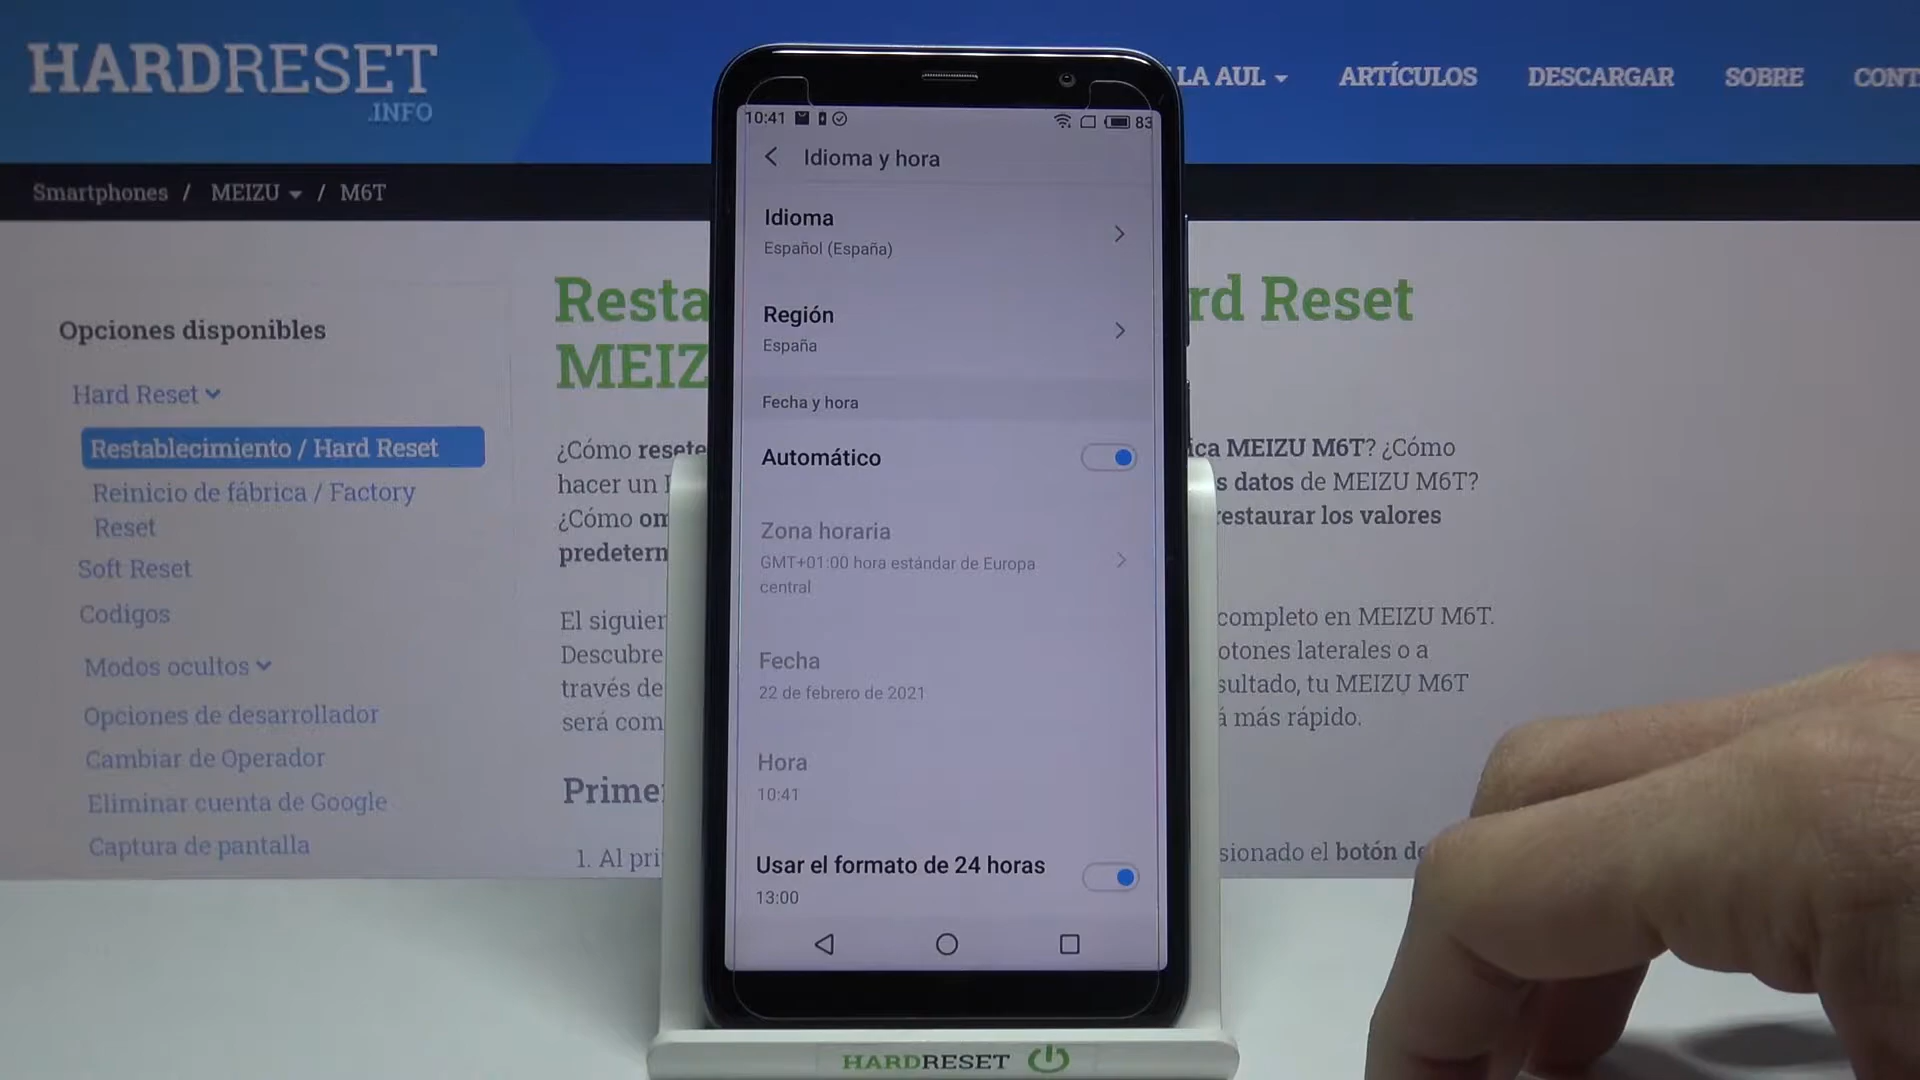 HARDRESET
.INFO
LA AUL
ARTÍCULOS
DESCARGAR
SOBRE
CONT
Smartphones / MEIZU / M6T
Opciones disponibles
Hard Reset
Restablecimiento / Hard Reset
Reinicio de fábrica / Factory
Reset
Soft Reset
Codigos
Modos ocultos
Opciones de desarrollador
Cambiar de Operador
Eliminar cuenta de Google
Captura de pantalla
Resta
rd Reset
MEIZ
¿Cómo resete
ica MEIZU M6T? ¿Cómo
hacer un
s datos de MEIZU M6T?
¿Cómo om
restaurar los valores
predetern
El siguier
completo en MEIZU M6T.
Descubre
otones laterales o a
través de
sultado, tu MEIZU M6T
será com
á más rápido.
Prime
1. Al pri
sionado el botón de
10:41
83
Idioma y hora
Idioma
Español (España)
Región
España
Fecha y hora
Automático
Zona horaria
GMT+01:00 hora estándar de Europa
central
Fecha
22 de febrero de 2021
Hora
10:41
Usar el formato de 24 horas
13:00
HARDRESET